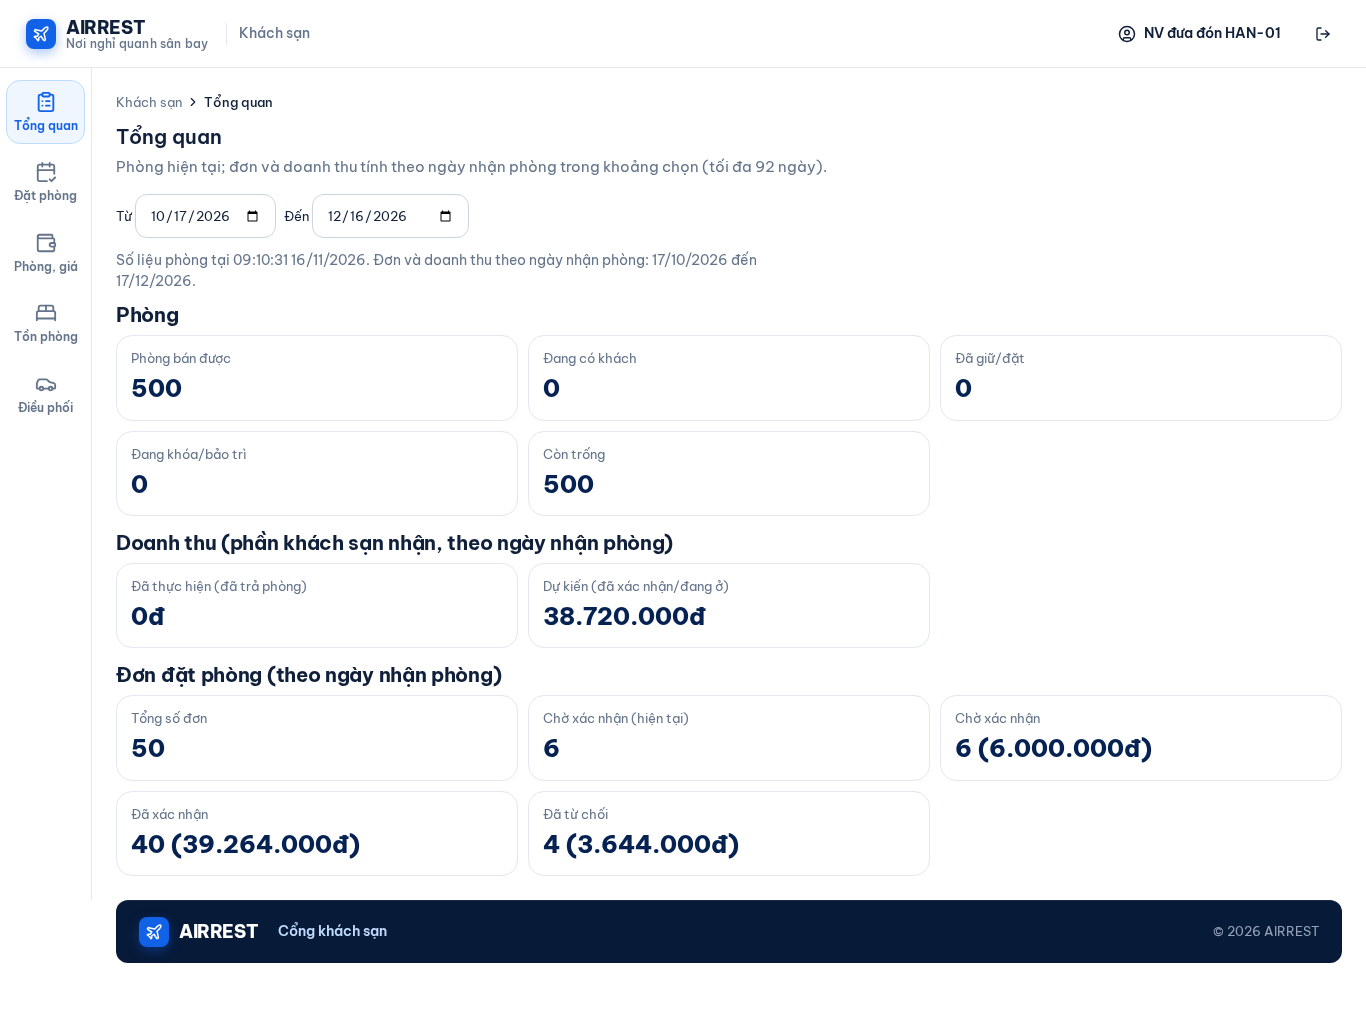 AIRREST
Nơi nghỉ quanh sân bay
Khách sạn
NV đưa đón HAN-01
Tổng quan
Đặt phòng
Phòng, giá
Tồn phòng
Điều phối
Khách sạn > Tổng quan
Tổng quan
Phòng hiện tại; đơn và doanh thu tính theo ngày nhận phòng trong khoảng chọn (tối đa 92 ngày).
Từ 10/17/2026 Đến 12/16/2026
Số liệu phòng tại 09:10:31 16/11/2026. Đơn và doanh thu theo ngày nhận phòng: 17/10/2026 đến
17/12/2026.
Phòng
Phòng bán được
500
Đang có khách
0
Đã giữ/đặt
0
Đang khóa/bảo trì
0
Còn trống
500
Doanh thu (phần khách sạn nhận, theo ngày nhận phòng)
Đã thực hiện (đã trả phòng)
0đ
Dự kiến (đã xác nhận/đang ở)
38.720.000đ
Đơn đặt phòng (theo ngày nhận phòng)
Tổng số đơn
50
Chờ xác nhận (hiện tại)
6
Chờ xác nhận
6 (6.000.000đ)
Đã xác nhận
40 (39.264.000đ)
Đã từ chối
4 (3.644.000đ)
AIRREST
Cổng khách sạn
© 2026 AIRREST